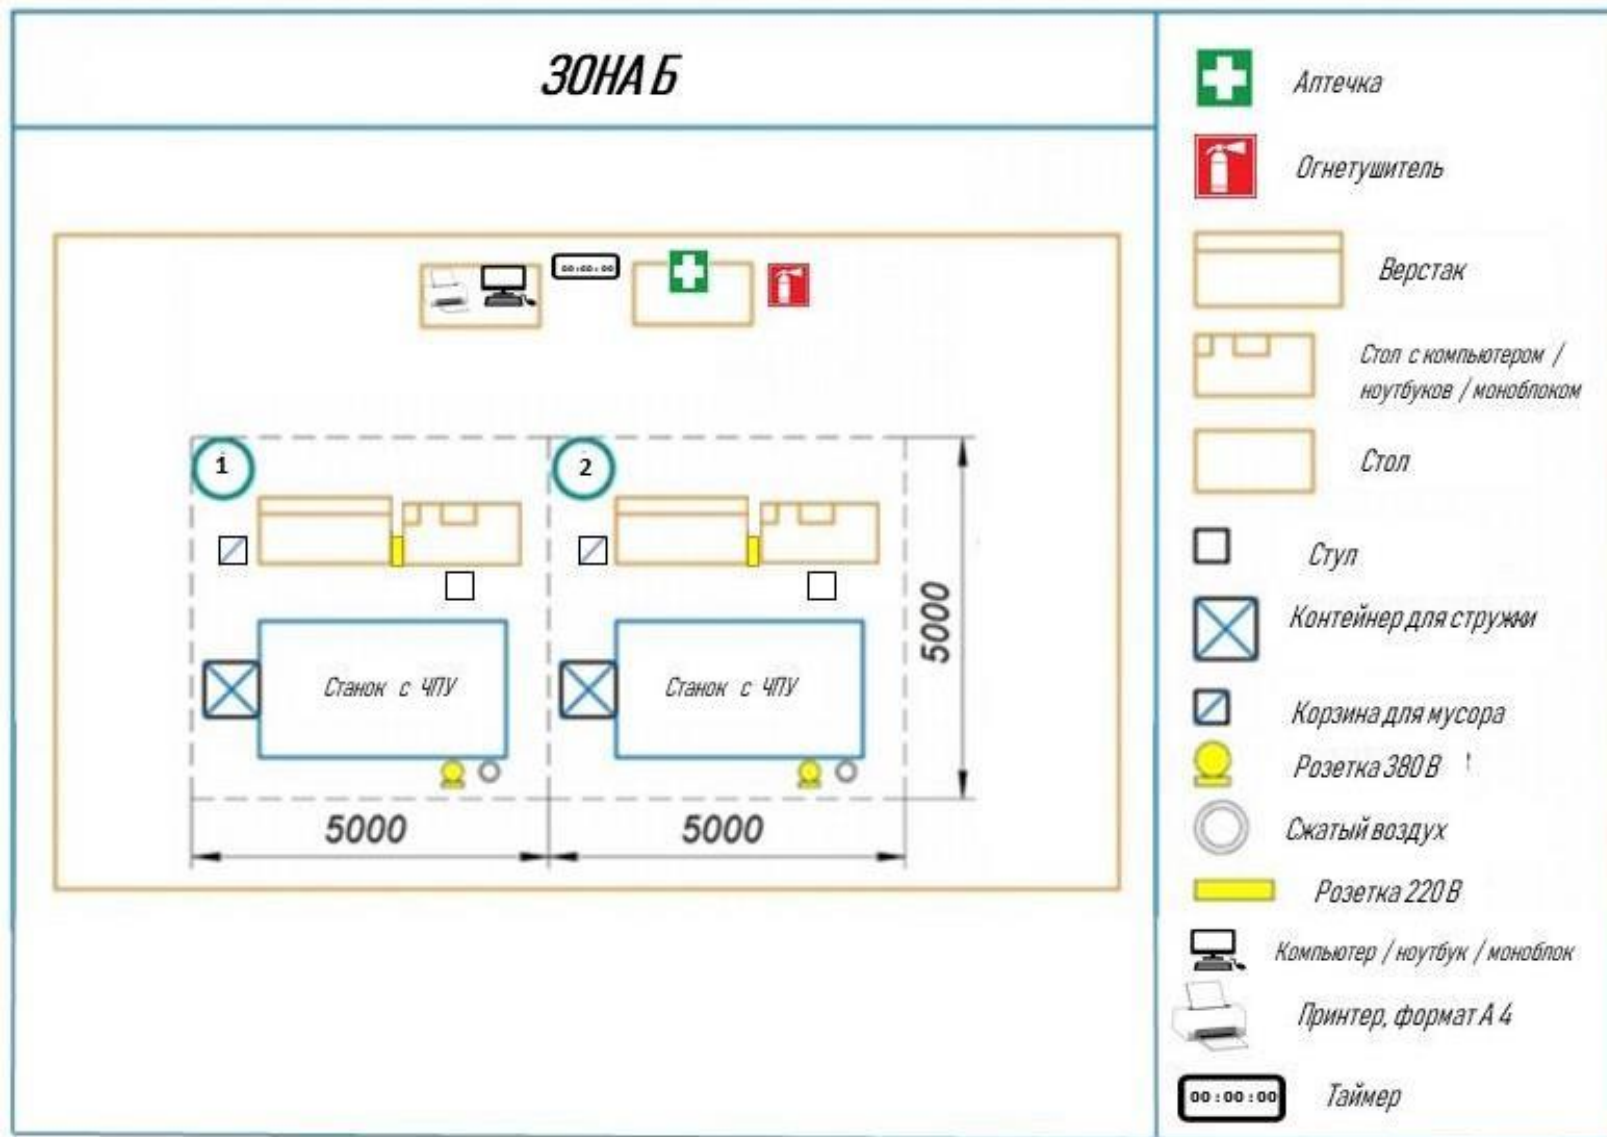 ЗОНА Б
Аптечка
Огнетушитель
Верстак
Стол с компьютером /
ноутбуков / моноблоком
Стол
Стул
Контейнер для стружки
Корзина для мусора
Розетка 380 В
Сжатый воздух
Розетка 220 В
Компьютер / ноутбук / моноблок
Принтер, формат А 4
00 : 00 : 00
Таймер
00:00:00
1
2
Станок с ЧПУ
Станок с ЧПУ
5000
5000
5000